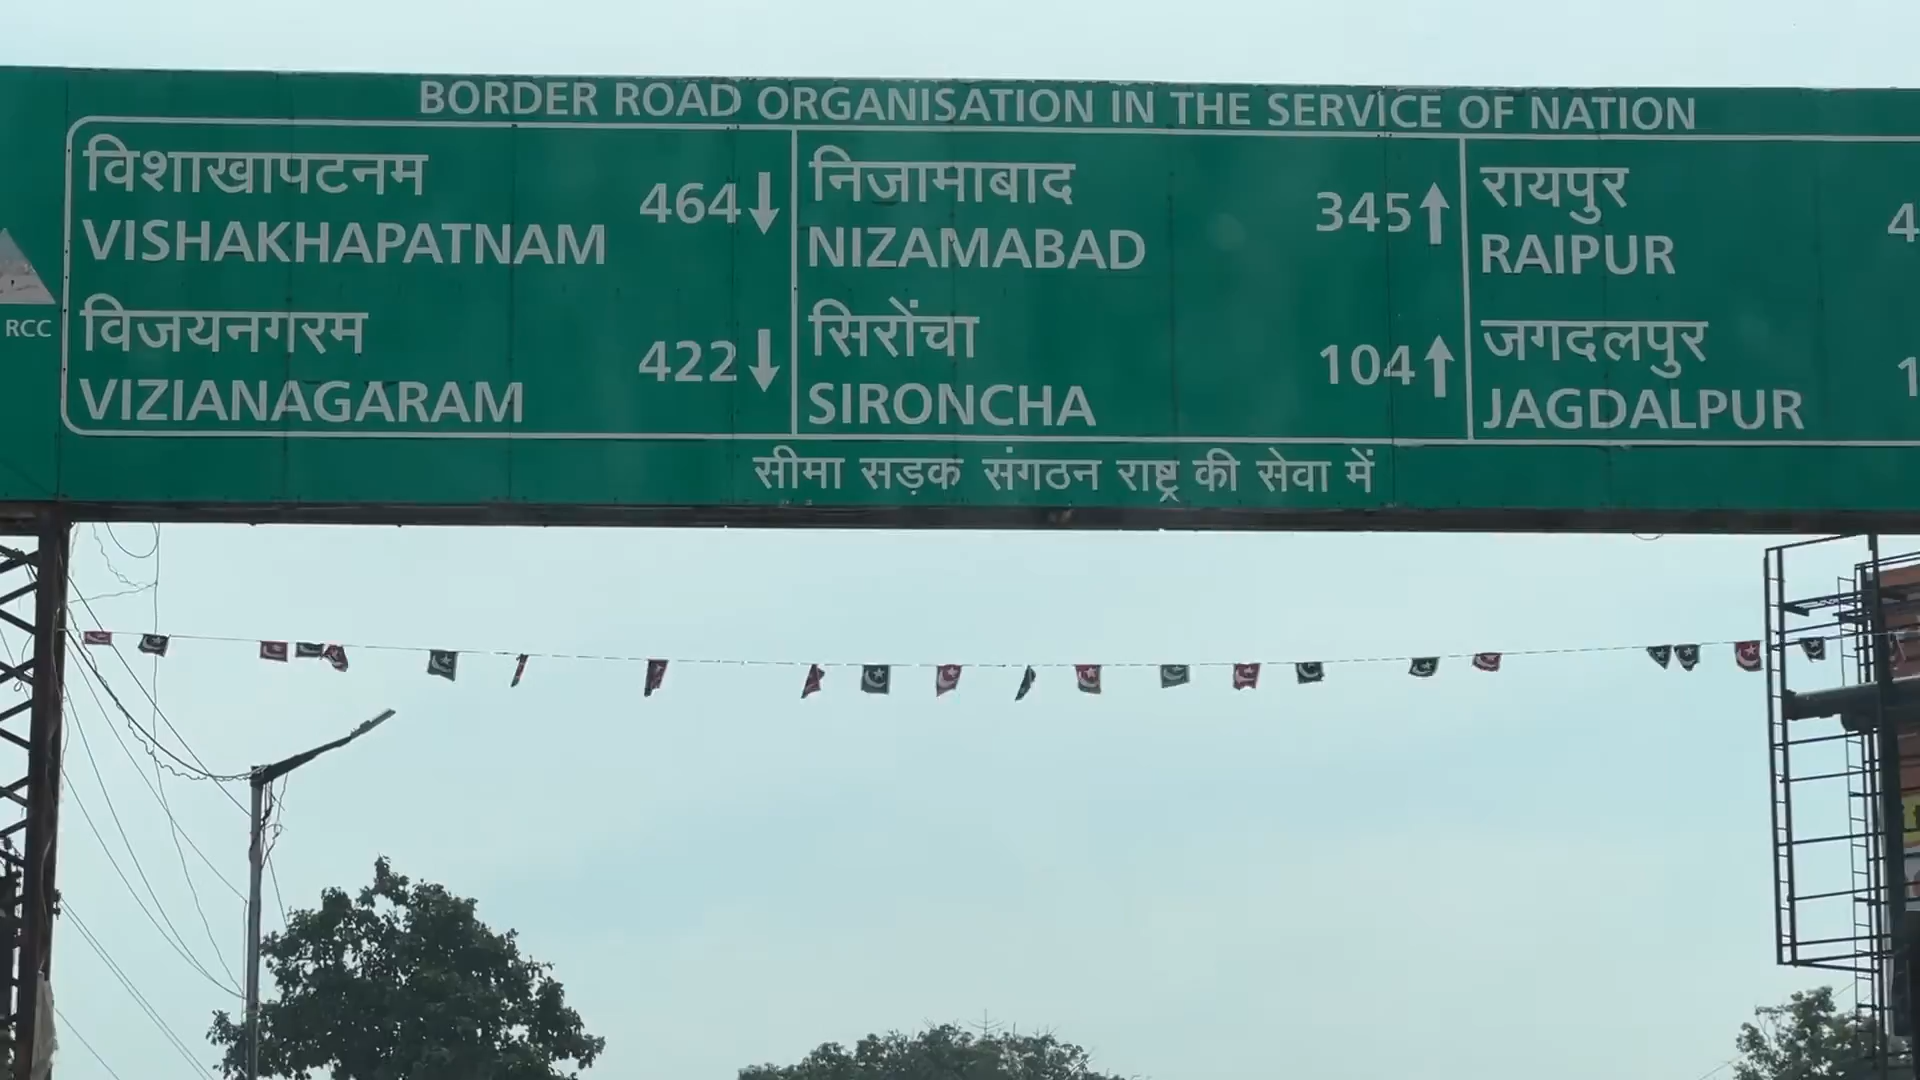 BORDER ROAD ORGANISATION IN THE SERVICE OF NATION
विशाखापटनम
VISHAKHAPATNAM
464
विजयनगरम
VIZIANAGARAM
422
निजामाबाद
NIZAMABAD
345
सिरोंचा
SIRONCHA
104
रायपुर
RAIPUR
जगदलपुर
JAGDALPUR
सीमा सड़क संगठन राष्ट्र की सेवा में
RCC